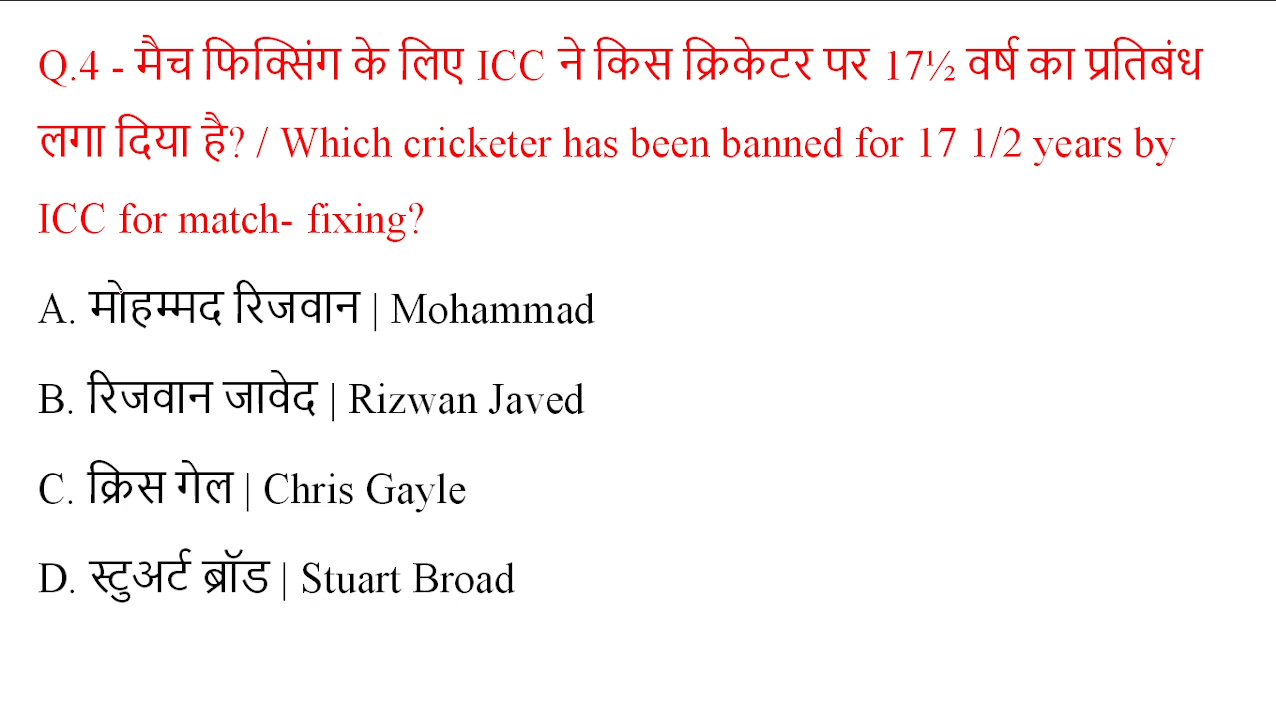 Q.4 - मैच फिक्सिंग के लिए ICC ने किस क्रिकेटर पर 17½ वर्ष का प्रतिबंध
लगा दिया है? / Which cricketer has been banned for 17 1/2 years by
ICC for match- fixing?
A. मोहम्मद रिजवान | Mohammad
B. रिजवान जावेद | Rizwan Javed
C. क्रिस गेल | Chris Gayle
D. स्टुअर्ट ब्रॉड | Stuart Broad